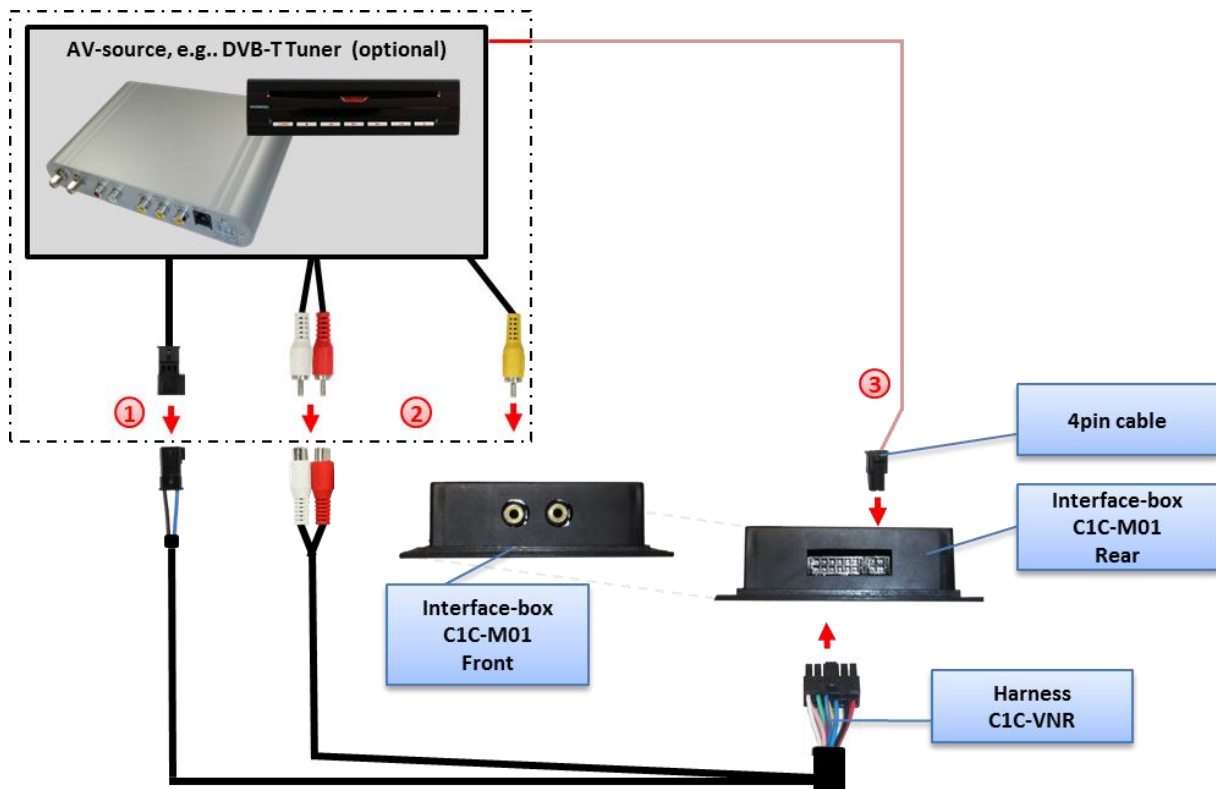 AV-source, e.g.. DVB-T Tuner (optional)
1
2
3
4pin cable
Interface-box
C1C-M01
Rear
Interface-box
C1C-M01
Front
Harness
C1C-VNR